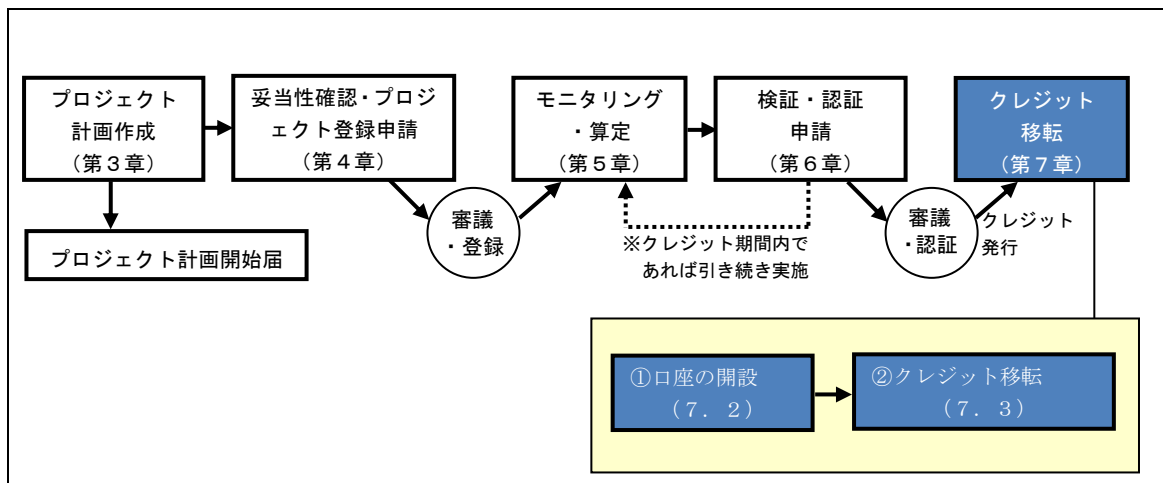 プロジェクト
計画作成
(第3章)
妥当性確認・プロジ
ェクト登録申請
(第4章)
モニタリング
・算定
(第5章)
検証・認証
申請
(第6章)
クレジット
移転
(第7章)
プロジェクト計画開始届
審議
・登録
※クレジット期間内で
あれば引き続き実施
審議
・認証
クレジット
発行
①口座の開設
(7.2)
②クレジット移転
(7.3)